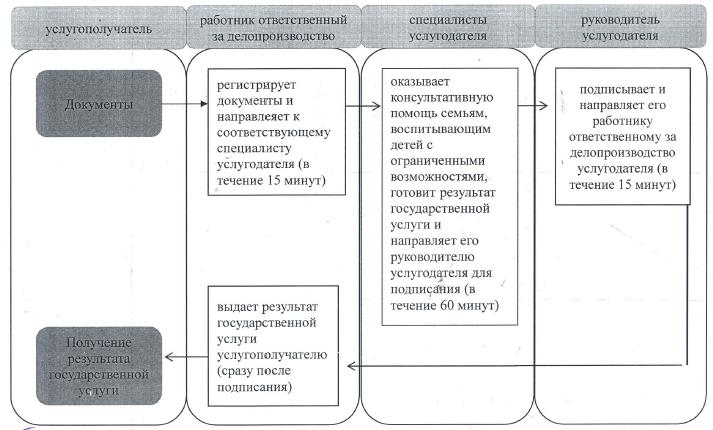 услугополучатель
работник ответственный
за делопроизводство
специалисты
услугодателя
руководитель
услугодателя
Документы
регистрирует
документы и
направляет к
соответствующему
специалисту
услугодателя (в
течение 15 минут)
оказывает
консультативную
помощь семьям,
воспитывающим
детей с
ограниченными
возможностями,
готовит результат
государственной
услуги и
направляет его
руководителю
услугодателя для
подписания (в
течение 60 минут)
подписывает и
направляет его
работнику
ответственному за
делопроизводство
услугодателя (в
течение 15 минут)
выдает результат
государственной
услуги
услугополучателю
(сразу после
подписания)
Получение
результата
государственной
услуги